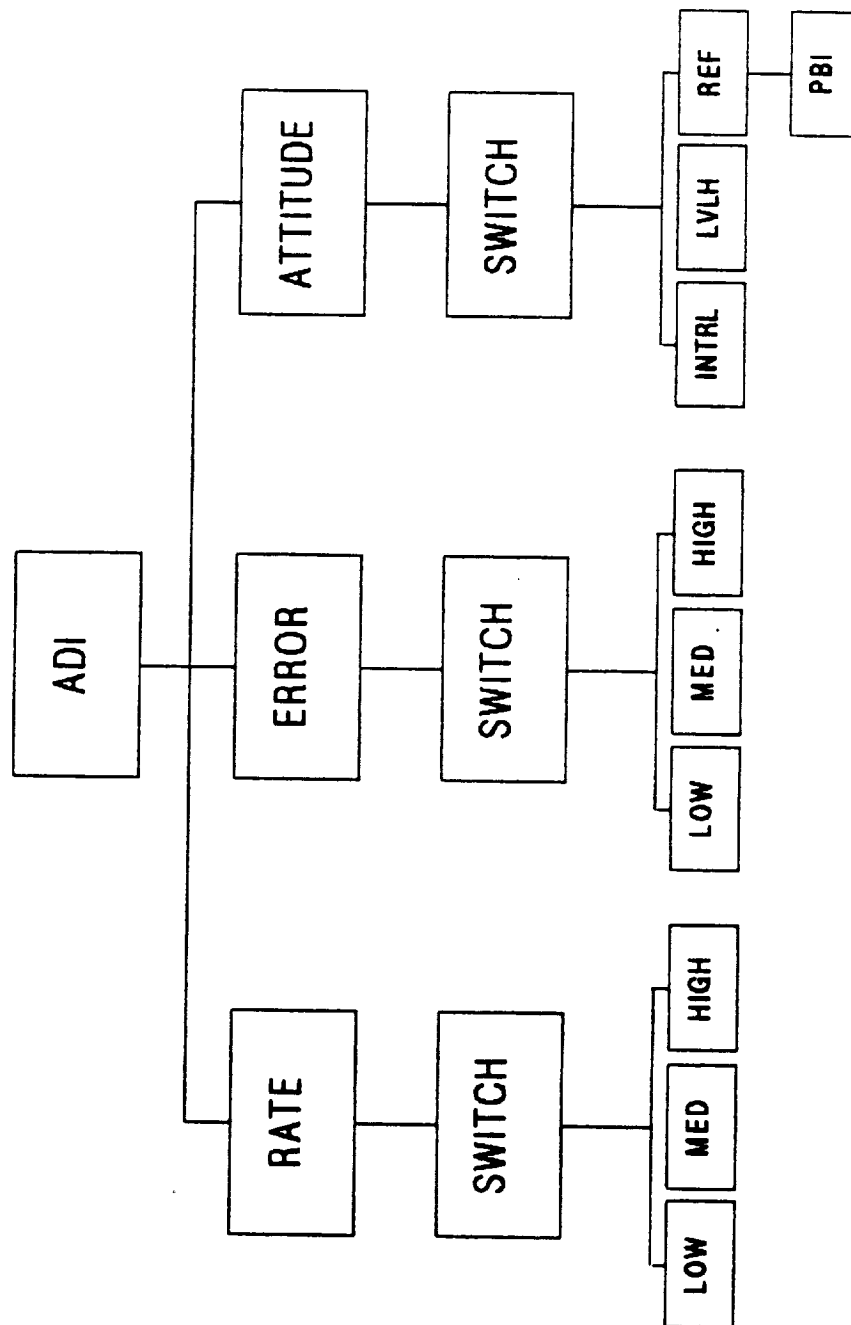 ADI
RATE
ERROR
ATTITUDE
SWITCH
SWITCH
SWITCH
LOW
MED
HIGH
LOW
MED
HIGH
INTRL
LVLH
REF
PBI